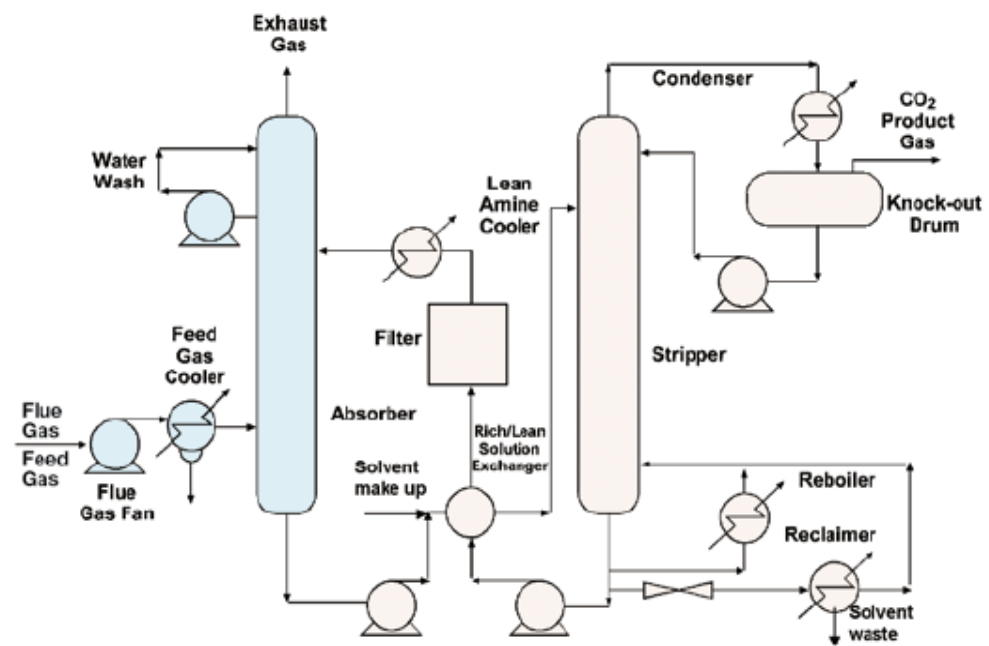 Exhaust
Gas
Condenser
CO2
Product
Gas
Water
Wash
Lean
Amine
Cooler
Knock-out
Drum
Feed
Gas
Cooler
Filter
Stripper
Flue
Gas
Feed
Gas
Absorber
Rich/Lean
Solution
Exchanger
Solvent
make up
Flue
Gas Fan
Reboiler
Reclaimer
Solvent
waste